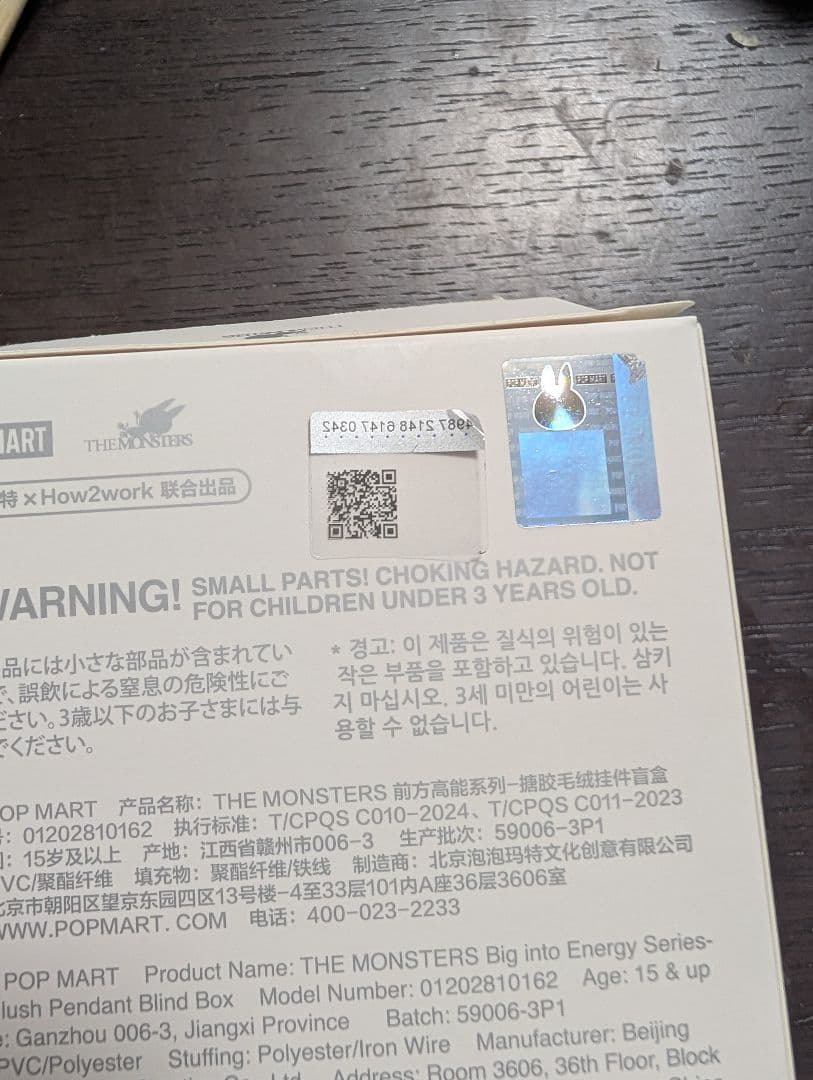 MART
THE MONSTERS
特×How2work 联合出品
4987 2148 6147 0342
POP MART
WARNING! SMALL PARTS! CHOKING HAZARD. NOT
FOR CHILDREN UNDER 3 YEARS OLD.
品には小さな部品が含まれてい
で、誤飲による窒息の危険性にご
ださい。3歳以下のお子さまには与
でください。
* 경고: 이 제품은 질식의 위험이 있는
작은 부품을 포함하고 있습니다. 삼키
지 마십시오. 3세 미만의 어린이는 사
용할 수 없습니다.
POP MART 产品名称: THE MONSTERS 前方高能系列-搪胶毛绒挂件盲盒
号: 01202810162 执行标准: T/CPQS C010-2024、T/CPQS C011-2023
15岁及以上 产地: 江西省赣州市006-3 生产批次: 59006-3P1
PVC/聚酯纤维 填充物: 聚酯纤维/铁线 制造商: 北京泡泡玛特文化创意有限公司
北京市朝阳区望京东园四区13号楼-4至33层101内A座36层3606室
WWW.POPMART.COM 电话: 400-023-2233
POP MART Product Name: THE MONSTERS Big into Energy Series-
Plush Pendant Blind Box Model Number: 01202810162 Age: 15 & up
Ganzhou 006-3, Jiangxi Province Batch: 59006-3P1
PVC/Polyester Stuffing: Polyester/Iron Wire Manufacturer: Beijing
Address: Room 3606, 36th Floor, Block